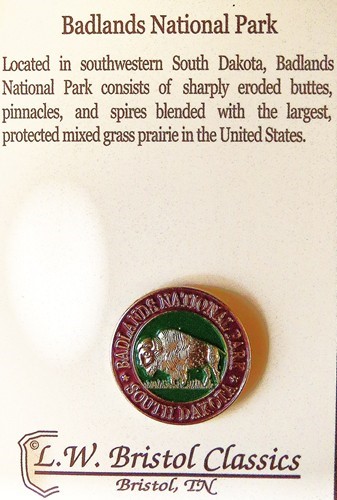 Badlands National Park
Located in southwestern South Dakota, Badlands
National Park consists of sharply eroded buttes,
pinnacles, and spires blended with the largest,
protected mixed grass prairie in the United States.
BADLANDS NATIONAL PARK
★ SOUTH DAKOTA ★
© L.W. Bristol Classics
Bristol, TN